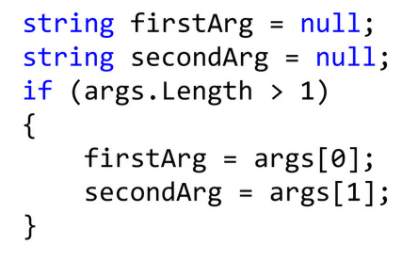 string firstArg = null;
string secondArg = null;
if (args.Length > 1)
{
    firstArg = args[0];
    secondArg = args[1];
}